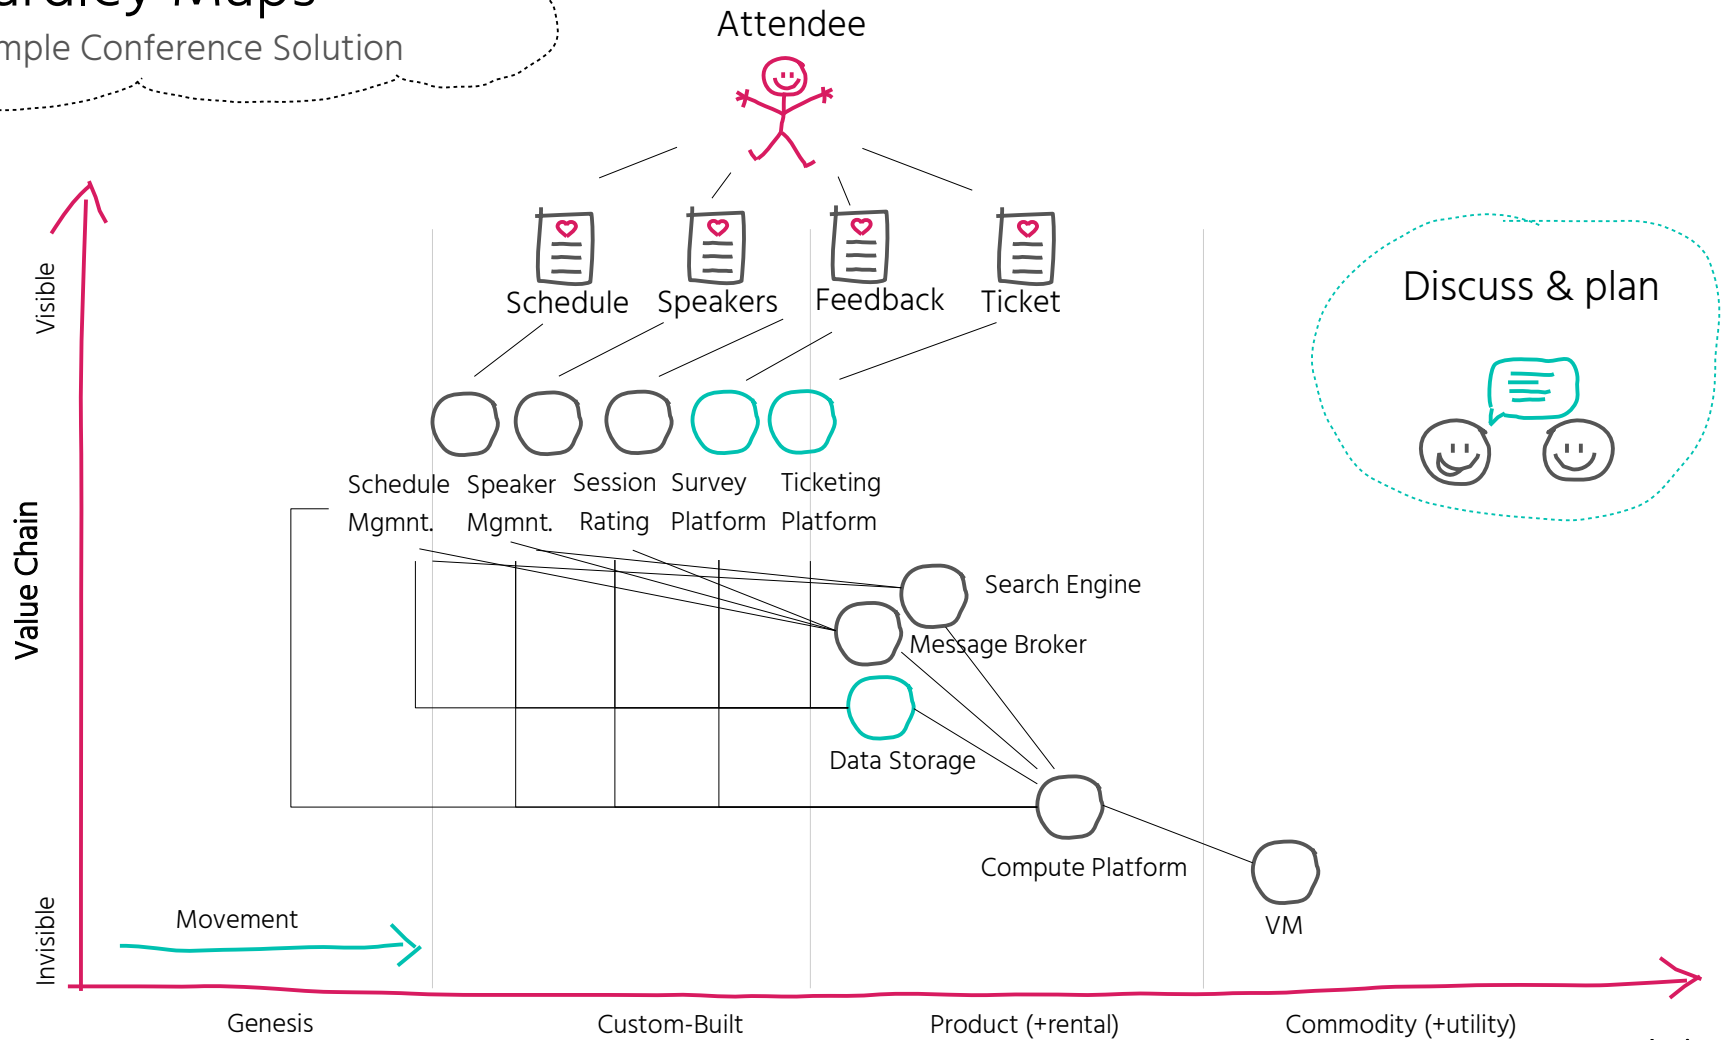 Maps
Conference Solution
Attendee
Visible
Schedule
Speakers
Feedback
Ticket
Discuss & plan
Schedule
Mgmnt.
Speaker
Mgmnt.
Session
Rating
Survey
Platform
Ticketing
Platform
Value Chain
Search Engine
Message Broker
Data Storage
Compute Platform
VM
Invisible
Movement
Genesis
Custom-Built
Product (+rental)
Commodity (+utility)